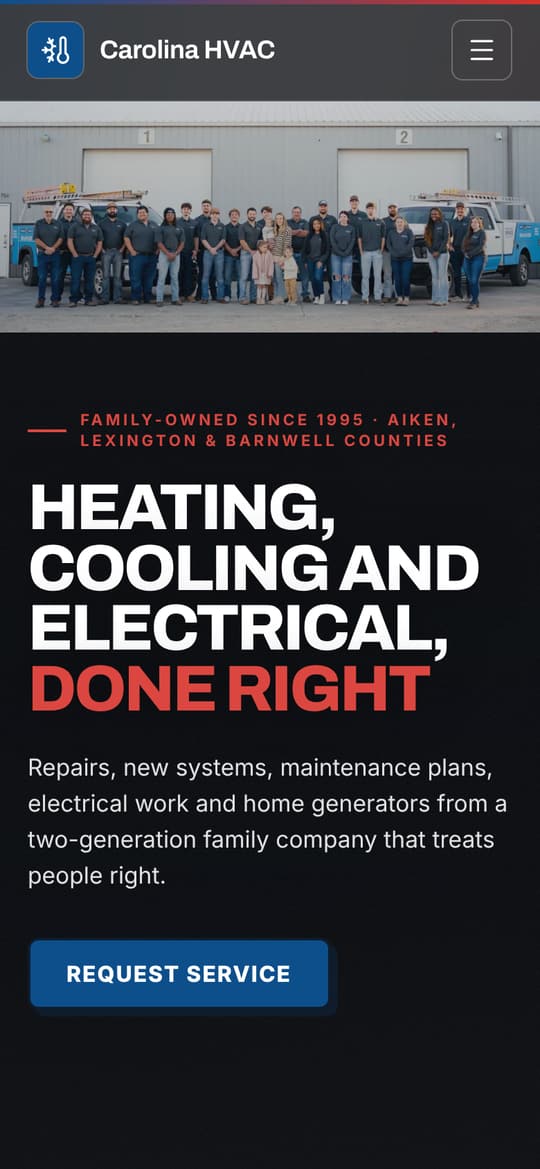 Carolina HVAC
1
2
FAMILY-OWNED SINCE 1995 · AIKEN,
LEXINGTON & BARNWELL COUNTIES
HEATING,
COOLING AND
ELECTRICAL,
DONE RIGHT
Repairs, new systems, maintenance plans,
electrical work and home generators from a
two-generation family company that treats
people right.
REQUEST SERVICE